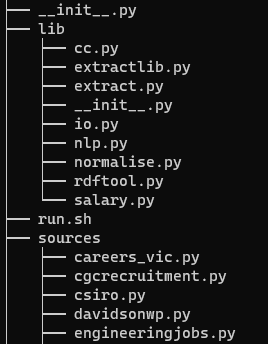 ├── __init__.py
├── lib
│   ├── cc.py
│   ├── extractlib.py
│   ├── extract.py
│   ├── __init__.py
│   ├── io.py
│   ├── nlp.py
│   ├── normalise.py
│   ├── rdftool.py
│   └── salary.py
├── run.sh
├── sources
│   ├── careers_vic.py
│   ├── cgcrecruitment.py
│   ├── csiro.py
│   ├── davidsonwp.py
│   ├── engineeringjobs.py